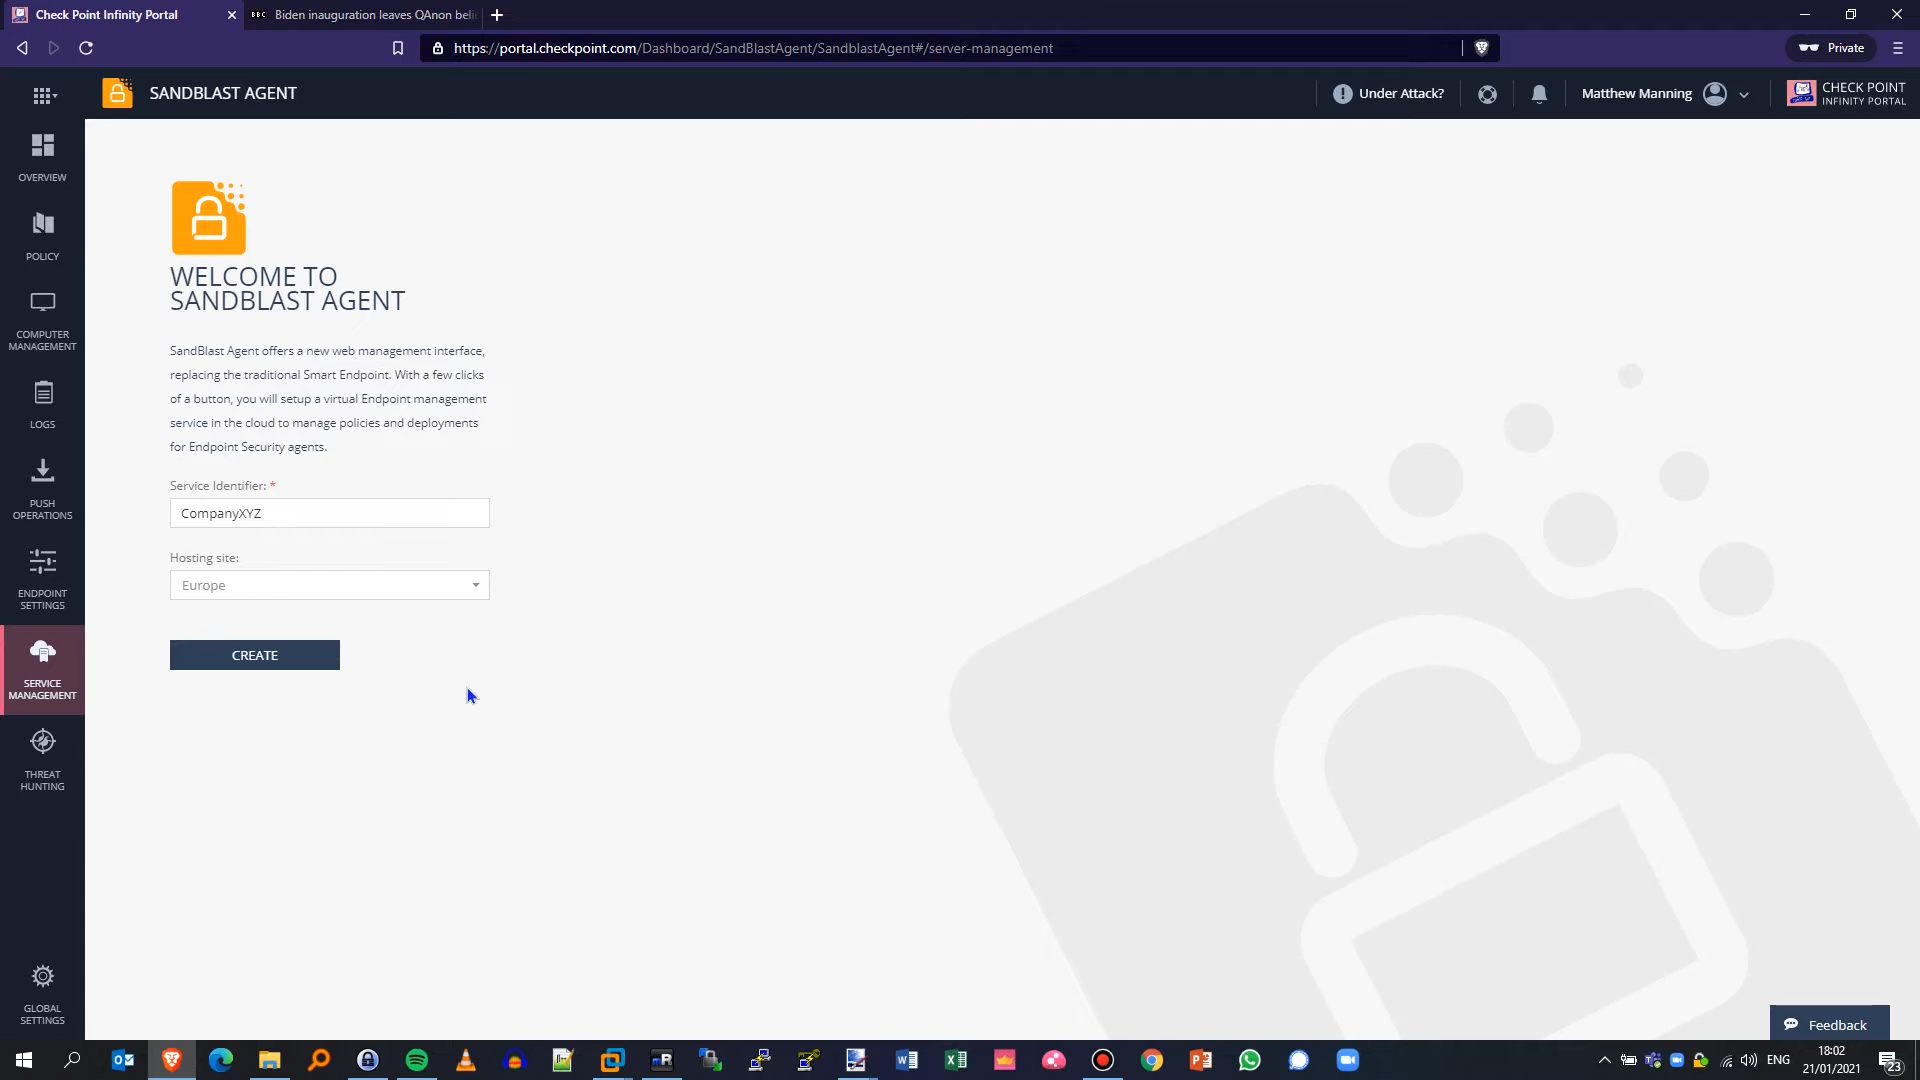 Check Point Infinity Portal
BBC Biden inauguration leaves QAnon beli
https://portal.checkpoint.com/Dashboard/SandBlastAgent/SandblastAgent#/server-management
Private
SANDBLAST AGENT
Under Attack?
Matthew Manning
CHECK POINT
INFINITY PORTAL
OVERVIEW
POLICY
COMPUTER
MANAGEMENT
LOGS
PUSH
OPERATIONS
ENDPOINT
SETTINGS
SERVICE
MANAGEMENT
THREAT
HUNTING
GLOBAL
SETTINGS
WELCOME TO
SANDBLAST AGENT
SandBlast Agent offers a new web management interface,
replacing the traditional Smart Endpoint. With a few clicks
of a button, you will setup a virtual Endpoint management
service in the cloud to manage policies and deployments
for Endpoint Security agents.
Service Identifier: *
CompanyXYZ
Hosting site:
Europe
CREATE
Feedback
ENG
18:02
21/01/2021
23